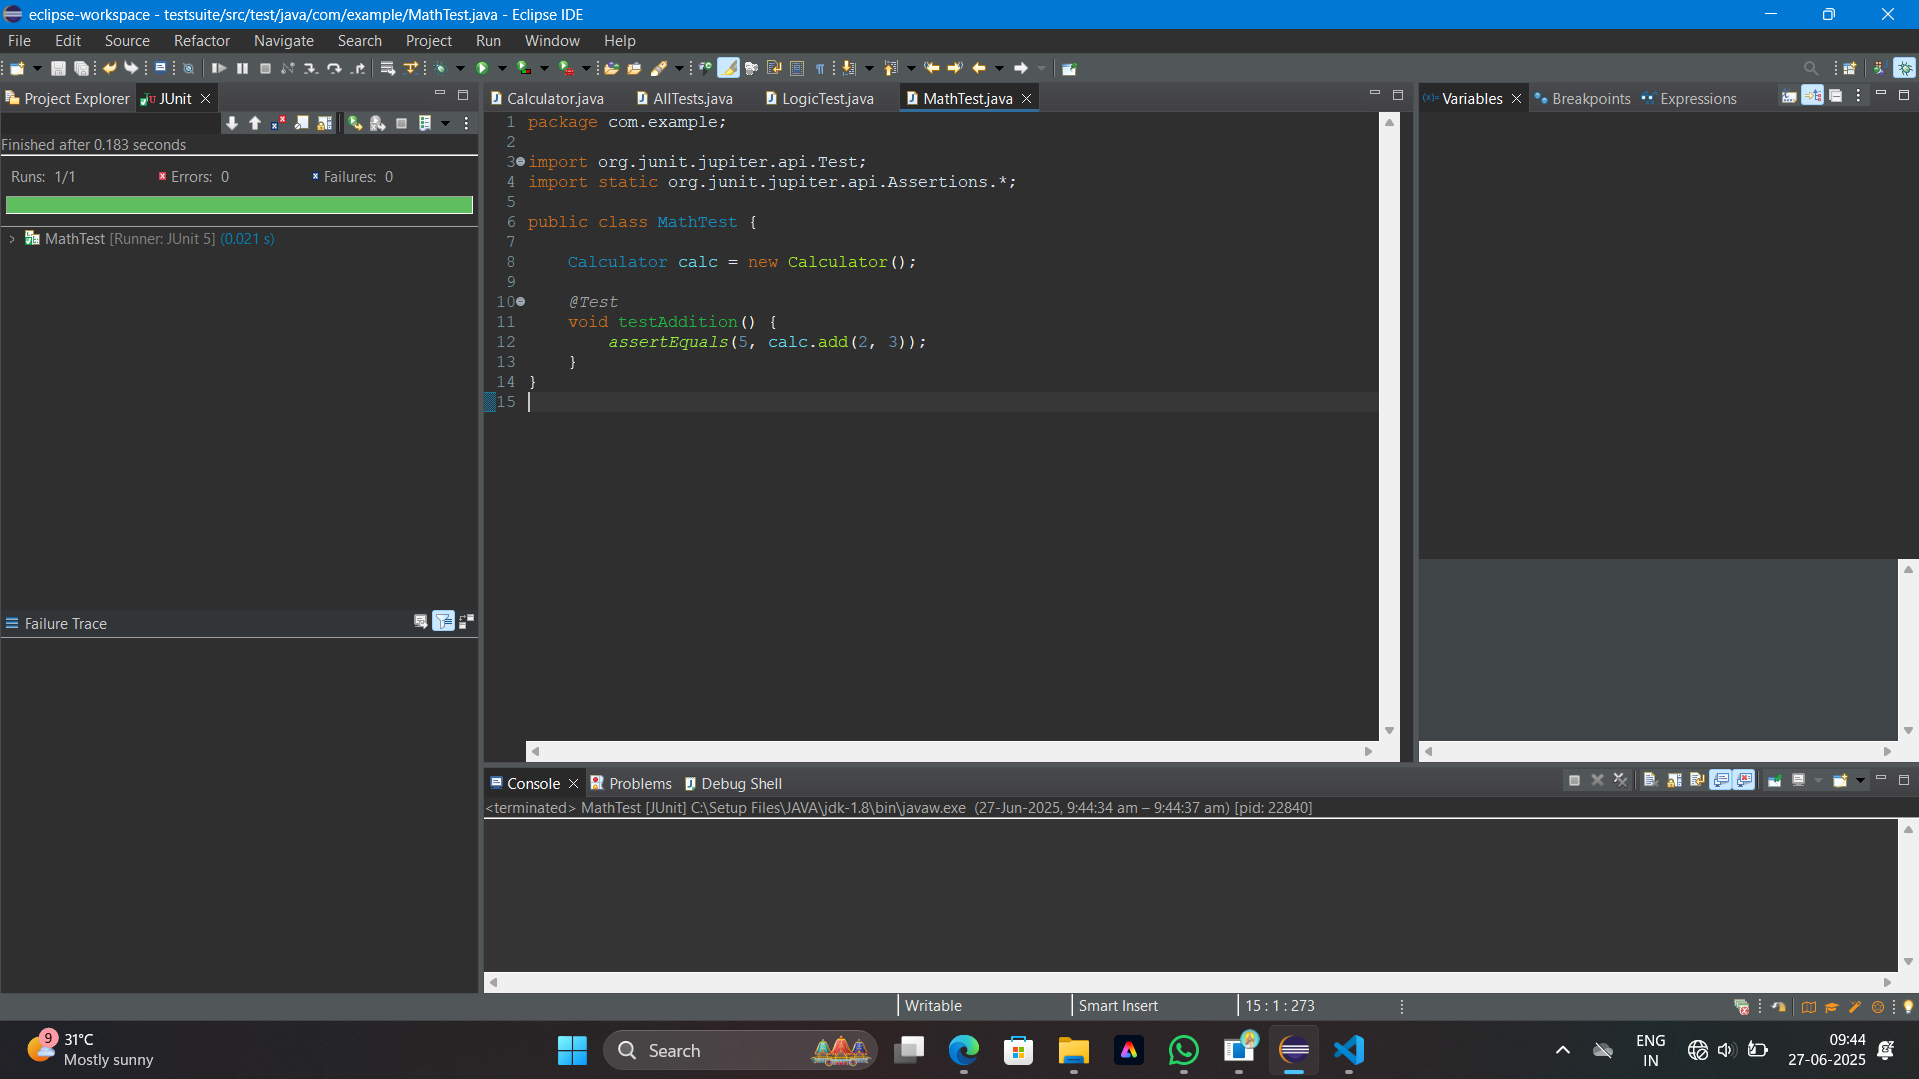 eclipse-workspace - testsuite/src/test/java/com/example/MathTest.java - Eclipse IDE
File Edit Source Refactor Navigate Search Project Run Window Help
Project Explorer JUnit
Finished after 0.183 seconds
Runs: 1/1 Errors: 0 Failures: 0
MathTest [Runner: JUnit 5] (0.021 s)
Failure Trace
Calculator.java AllTests.java LogicTest.java MathTest.java
1 package com.example;
2
3 import org.junit.jupiter.api.Test;
4 import static org.junit.jupiter.api.Assertions.*;
5
6 public class MathTest {
7
8 Calculator calc = new Calculator();
9
10 @Test
11 void testAddition() {
12 assertEquals(5, calc.add(2, 3));
13 }
14 }
15
(x)= Variables Breakpoints Expressions
Console Problems Debug Shell
<terminated> MathTest [JUnit] C:\Setup Files\JAVA\jdk-1.8\bin\javaw.exe (27-Jun-2025, 9:44:34 am – 9:44:37 am) [pid: 22840]
Writable Smart Insert 15 : 1 : 273
9
31°C
Mostly sunny
Search
ENG
IN
09:44
27-06-2025